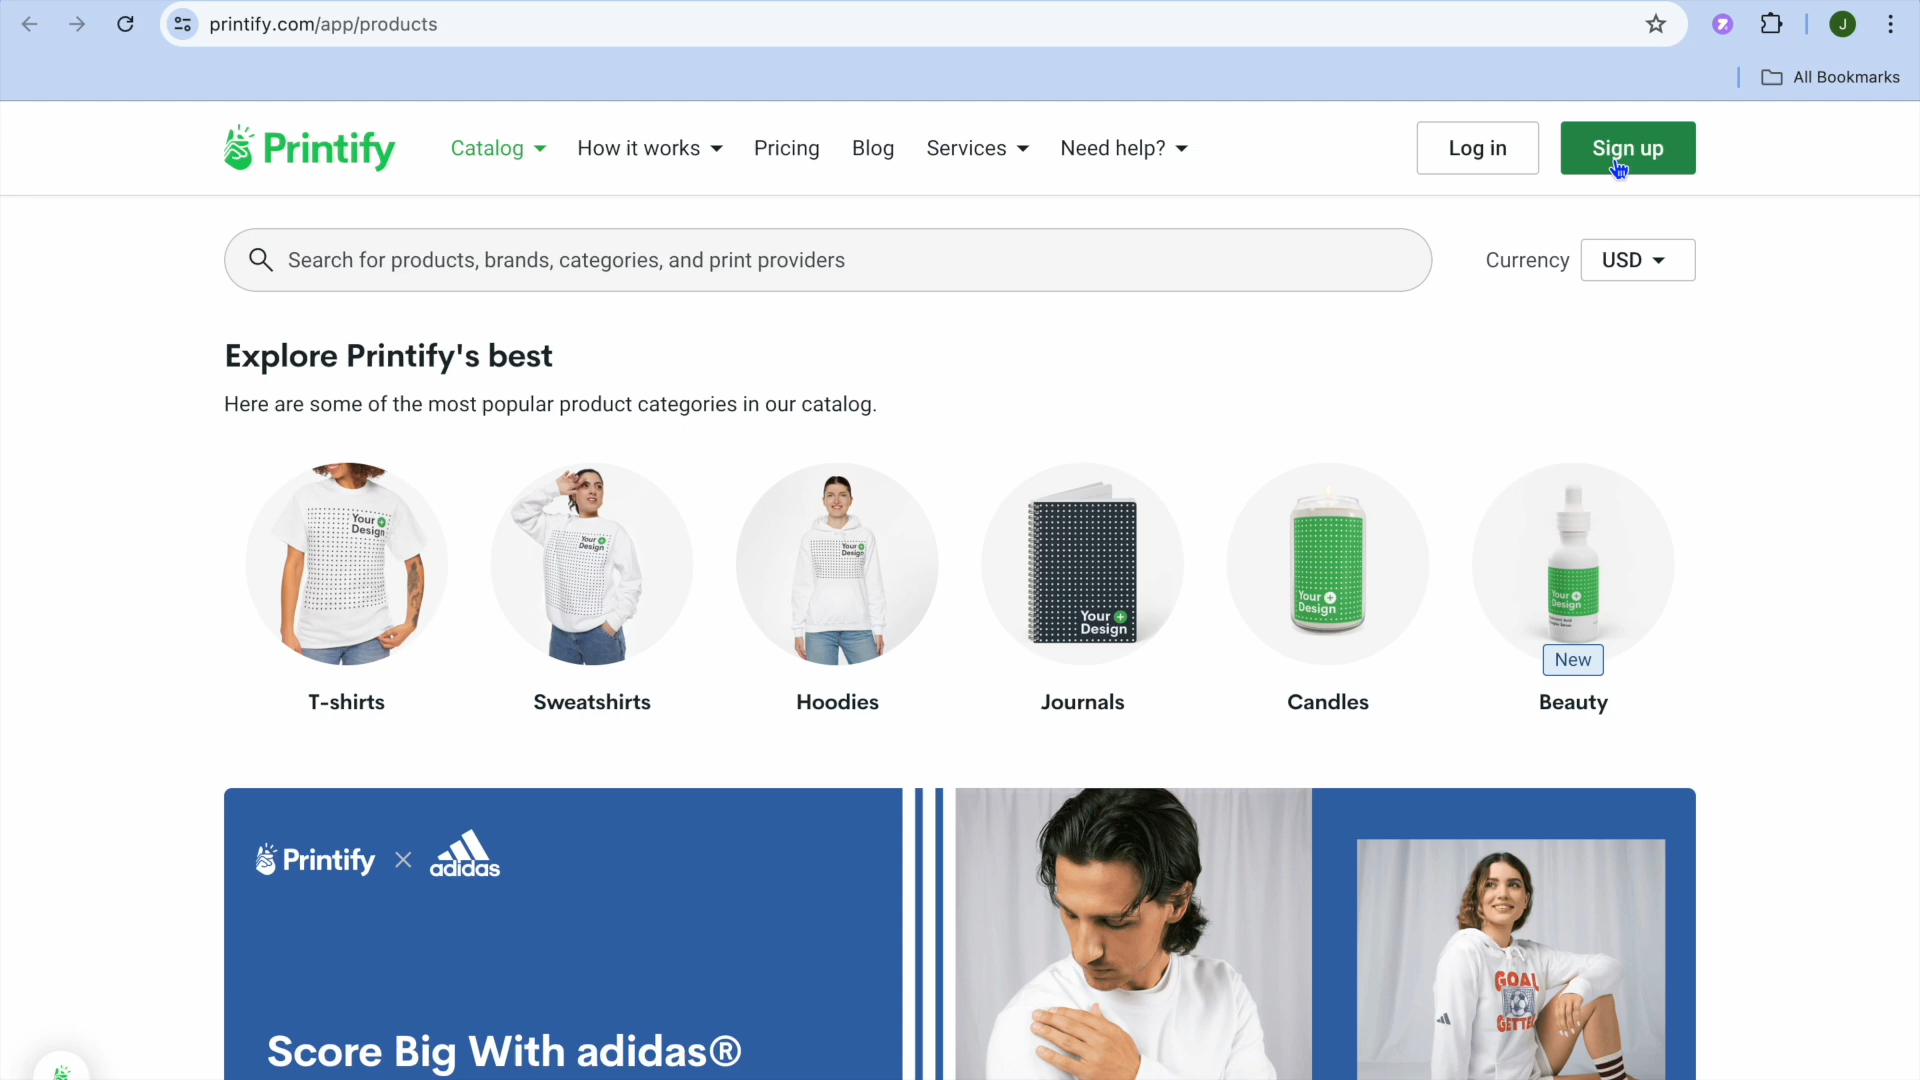 printify.com/app/products
J
All Bookmarks
Printify
Catalog
How it works
Pricing
Blog
Services
Need help?
Log in
Sign up
Search for products, brands, categories, and print providers
Currency
USD
Explore Printify's best
Here are some of the most popular product categories in our catalog.
Your
Design
Your
Design
Your
Design
Your
Design
Your
Design
Your
Design
New
T-shirts
Sweatshirts
Hoodies
Journals
Candles
Beauty
Printify
adidas
Score Big With adidas®
GOAL
GETTER